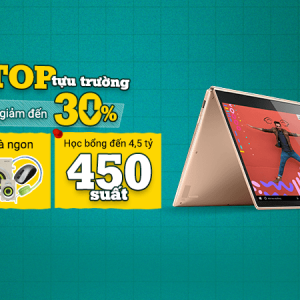 TOP tựu trường
giảm đến 30%
à ngon
Học bổng đến 4,5 tỷ
450
suất